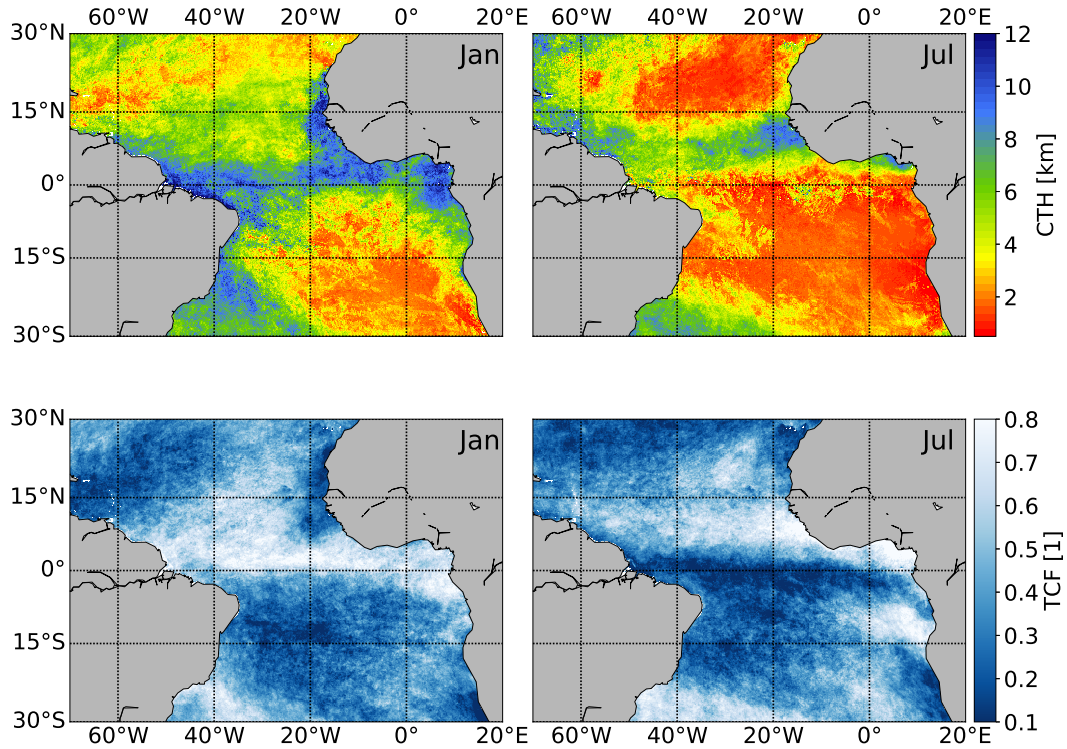 60°W 40°W 20°W 0° 20°E 60°W 40°W 20°W 0° 20°E
30°N Jan Jul 12
10
15°N
8
0° 6
CTH [km]
15°S 4
2
30°S
30°N Jan Jul 0.8
0.7
15°N 0.6
0.5
0° 0.4
TCF [1]
15°S 0.3
0.2
30°S 0.1
60°W 40°W 20°W 0° 20°E 60°W 40°W 20°W 0° 20°E